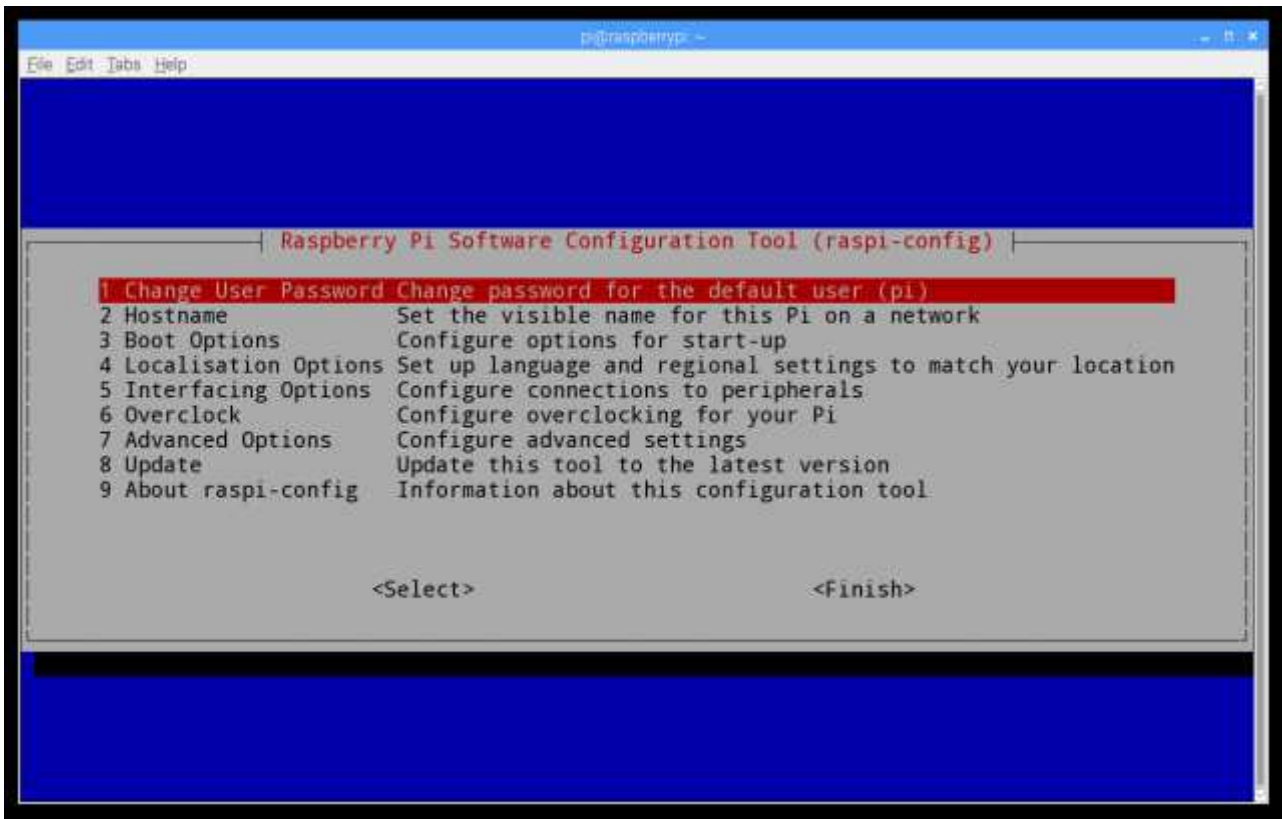 pi@raspberrypi: ~
File Edit Tabs Help
Raspberry Pi Software Configuration Tool (raspi-config)
1 Change User Password Change password for the default user (pi)
2 Hostname Set the visible name for this Pi on a network
3 Boot Options Configure options for start-up
4 Localisation Options Set up language and regional settings to match your location
5 Interfacing Options Configure connections to peripherals
6 Overclock Configure overclocking for your Pi
7 Advanced Options Configure advanced settings
8 Update Update this tool to the latest version
9 About raspi-config Information about this configuration tool
<Select> <Finish>